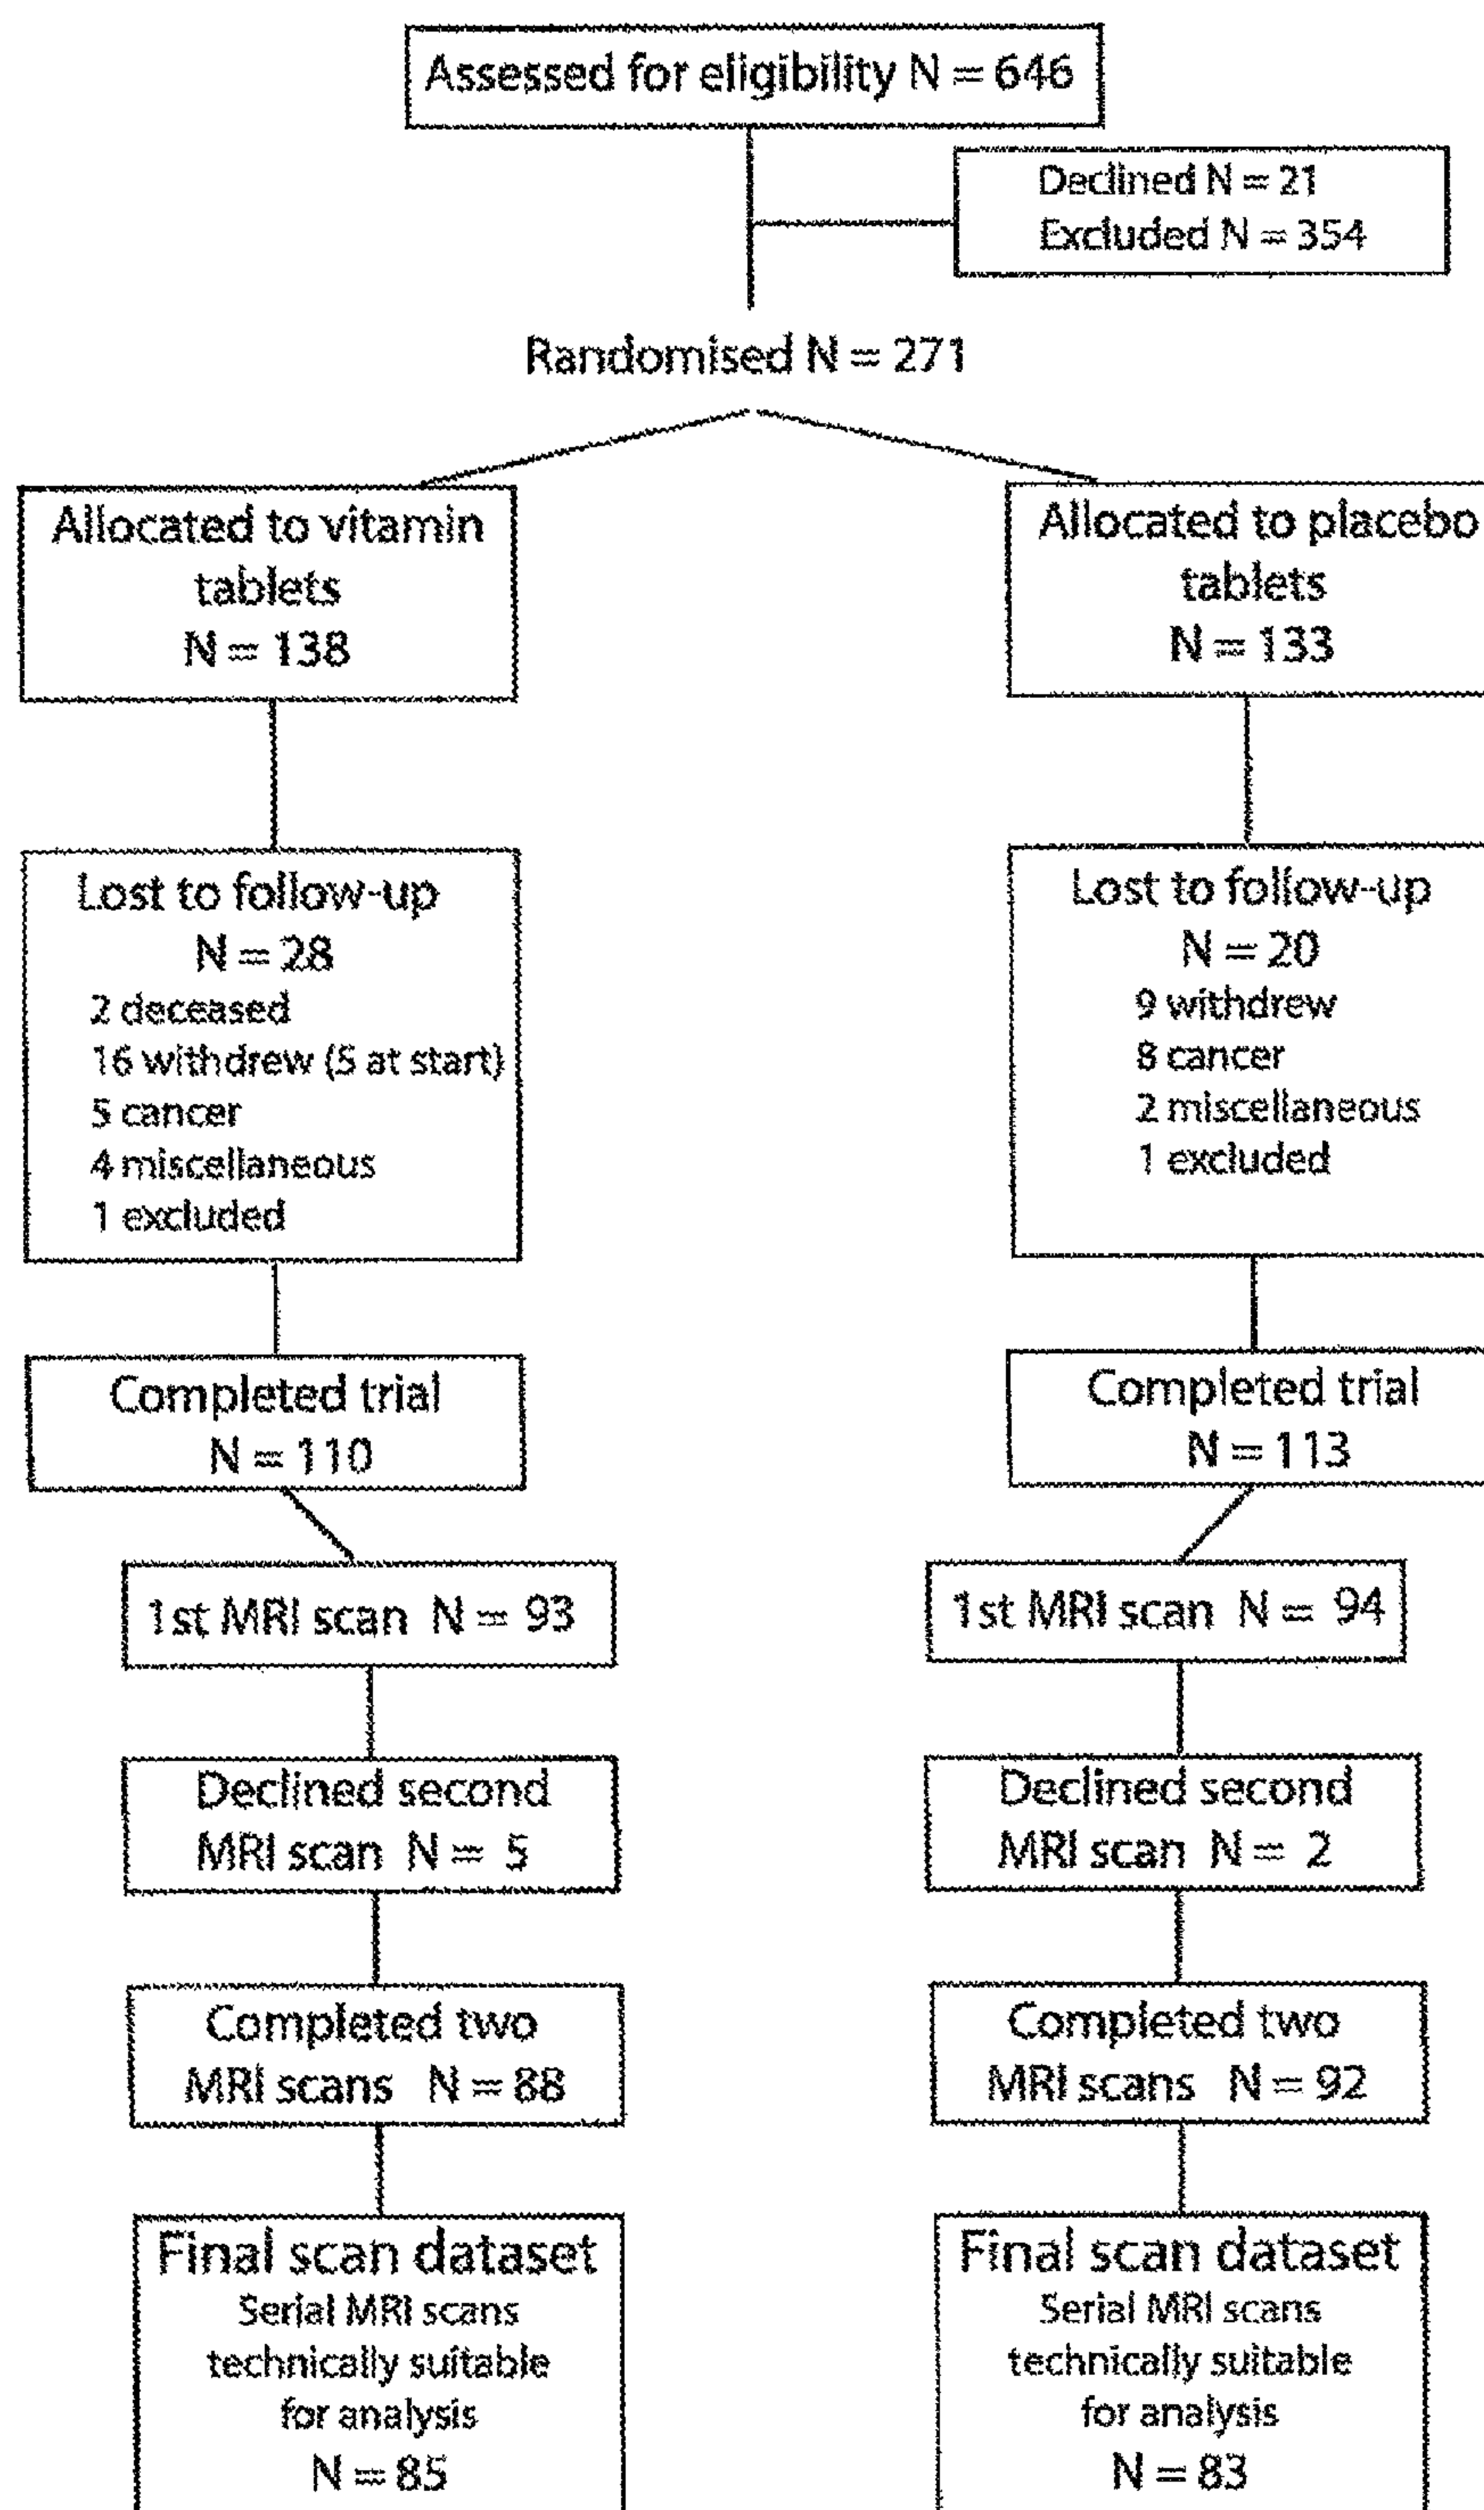 Assessed for eligibility N = 646
Declined N = 21
Excluded N = 354
Randomised N = 271
Allocated to vitamin
tablets
N = 138
Allocated to placebo
tablets
N = 133
Lost to follow-up
N = 28
2 deceased
16 withdrew (5 at start)
5 cancer
4 miscellaneous
1 excluded
Lost to follow-up
N = 20
9 withdrew
8 cancer
2 miscellaneous
1 excluded
Completed trial
N = 110
Completed trial
N = 113
1st MRI scan N = 93
1st MRI scan N = 94
Declined second
MRI scan N = 5
Declined second
MRI scan N = 2
Completed two
MRI scans N = 88
Completed two
MRI scans N = 92
Final scan dataset
Serial MRI scans
technically suitable
for analysis
N = 85
Final scan dataset
Serial MRI scans
technically suitable
for analysis
N = 83